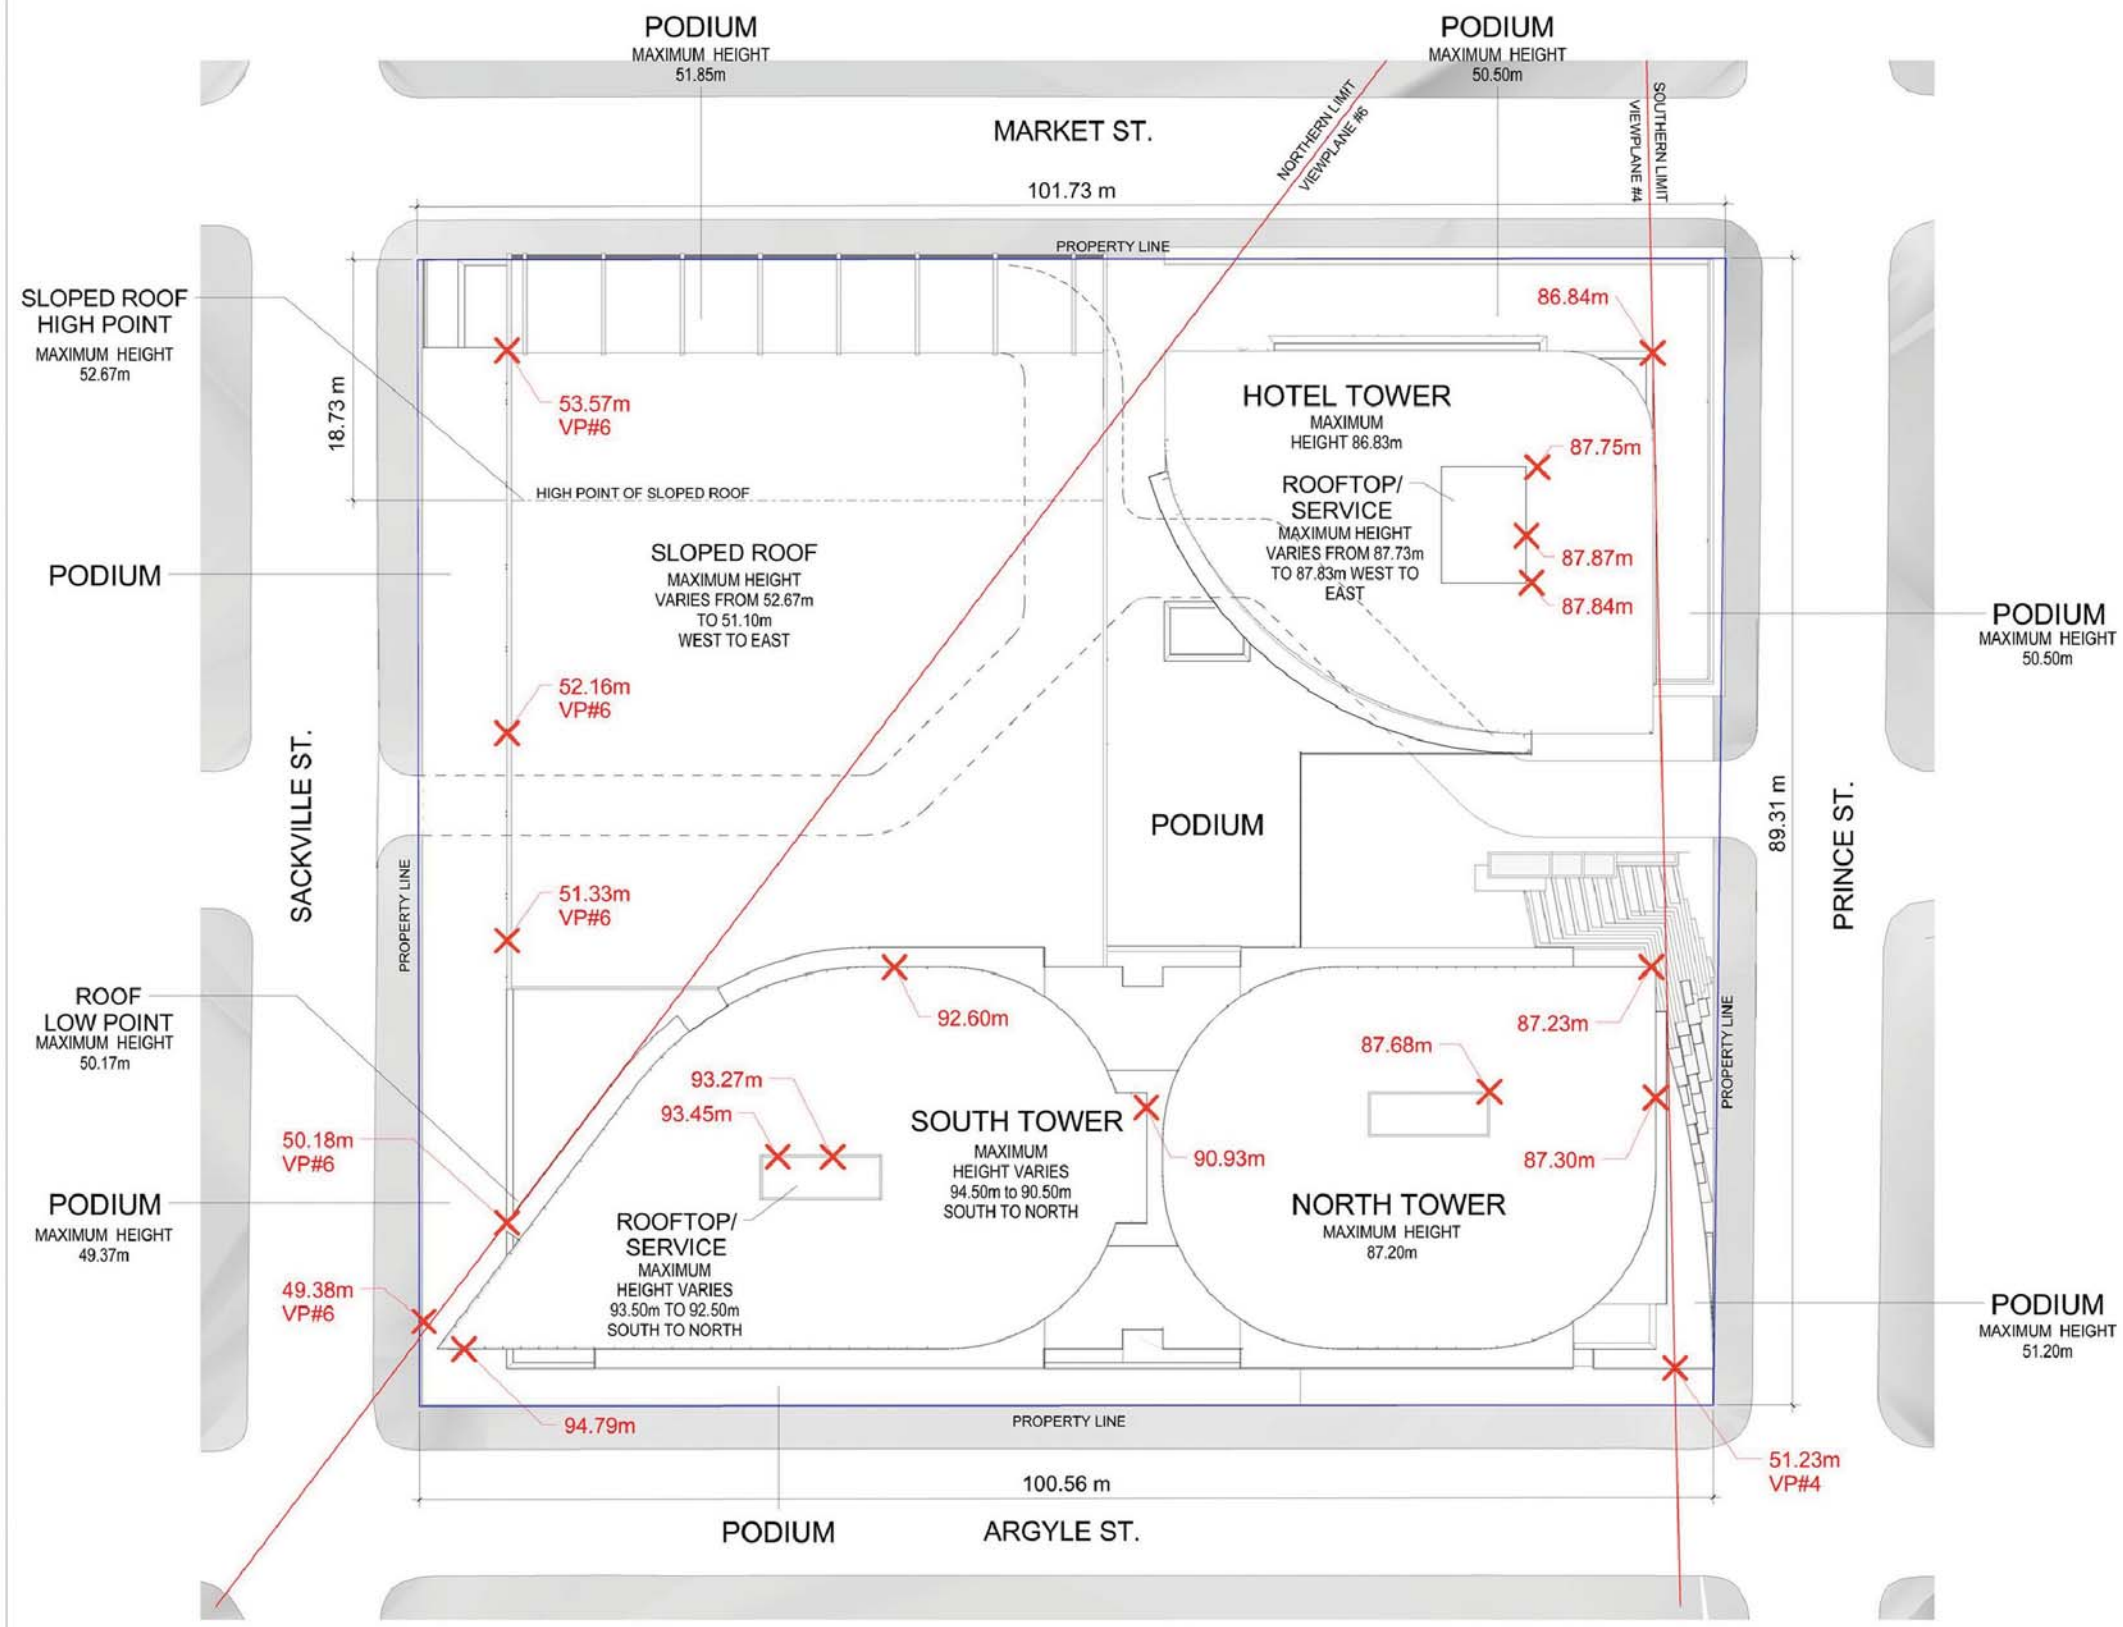 PODIUM
MAXIMUM HEIGHT
51.85m
PODIUM
MAXIMUM HEIGHT
50.50m
MARKET ST.
NORTHERN LIMIT
VIEWPLANE #6
SOUTHERN LIMIT
VIEWPLANE #4
101.73 m
PROPERTY LINE
SLOPED ROOF
HIGH POINT
MAXIMUM HEIGHT
52.67m
18.73 m
53.57m
VP#6
86.84m
HOTEL TOWER
MAXIMUM
HEIGHT 86.83m
87.75m
ROOFTOP/
SERVICE
MAXIMUM HEIGHT
VARIES FROM 87.73m
TO 87.83m WEST TO
EAST
87.87m
87.84m
HIGH POINT OF SLOPED ROOF
SLOPED ROOF
MAXIMUM HEIGHT
VARIES FROM 52.67m
TO 51.10m
WEST TO EAST
PODIUM
PODIUM
MAXIMUM HEIGHT
50.50m
52.16m
VP#6
SACKVILLE ST.
PROPERTY LINE
PODIUM
89.31 m
PRINCE ST.
51.33m
VP#6
ROOF
LOW POINT
MAXIMUM HEIGHT
50.17m
92.60m
87.23m
PROPERTY LINE
87.68m
93.27m
93.45m
SOUTH TOWER
MAXIMUM
HEIGHT VARIES
94.50m to 90.50m
SOUTH TO NORTH
90.93m
87.30m
50.18m
VP#6
PODIUM
MAXIMUM HEIGHT
49.37m
ROOFTOP/
SERVICE
MAXIMUM
HEIGHT VARIES
93.50m TO 92.50m
SOUTH TO NORTH
NORTH TOWER
MAXIMUM HEIGHT
87.20m
49.38m
VP#6
PODIUM
MAXIMUM HEIGHT
51.20m
94.79m
PROPERTY LINE
51.23m
VP#4
100.56 m
PODIUM
ARGYLE ST.